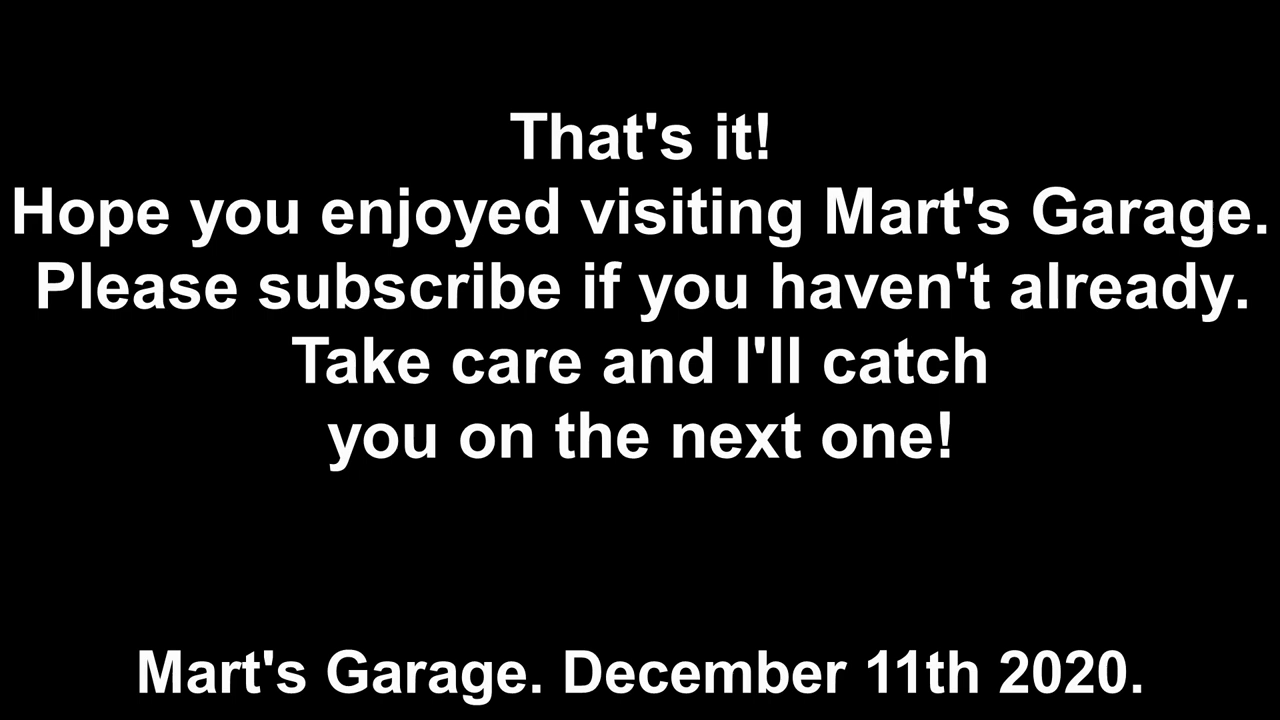 That's it!
Hope you enjoyed visiting Mart's Garage.
Please subscribe if you haven't already.
Take care and I'll catch
you on the next one!
Mart's Garage. December 11th 2020.